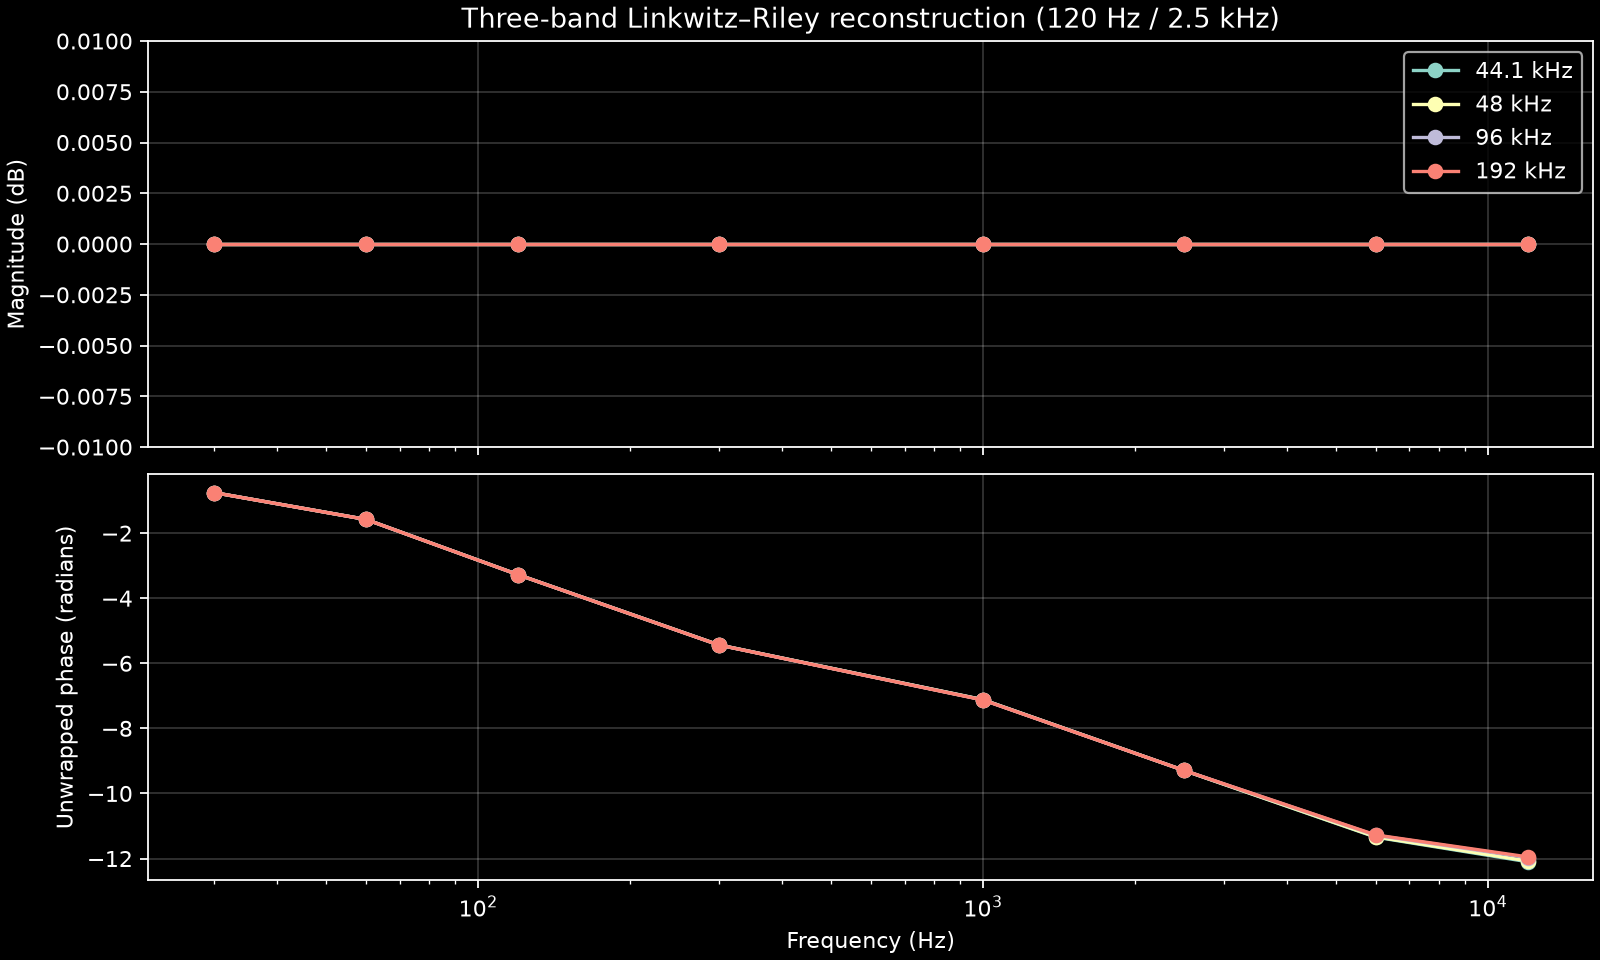 Three-band Linkwitz–Riley reconstruction (120 Hz / 2.5 kHz)
0.0100
0.0075
0.0050
0.0025
0.0000
−0.0025
−0.0050
−0.0075
−0.0100
Magnitude (dB)
44.1 kHz
48 kHz
96 kHz
192 kHz
−2
−4
−6
−8
−10
−12
Unwrapped phase (radians)
10²
10³
10⁴
Frequency (Hz)